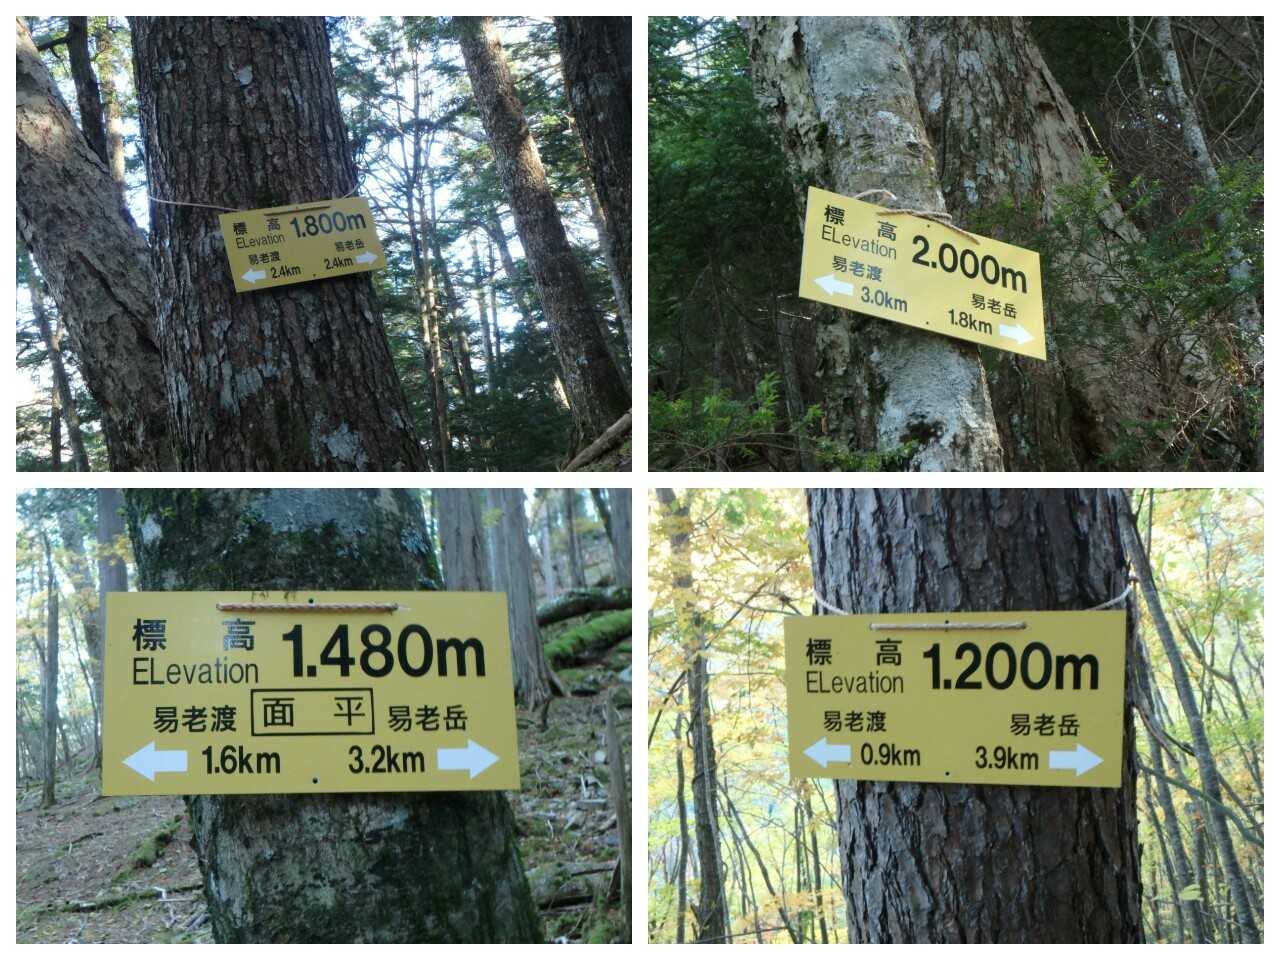 標 高 1.800m
ELevation
易老渡 易老岳
2.4km 2.4km
標 高 2.000m
ELevation
易老渡 易老岳
3.0km 1.8km
標 高 1.480m
ELevation
易老渡 面 平 易老岳
1.6km 3.2km
標 高 1.200m
ELevation
易老渡 易老岳
0.9km 3.9km